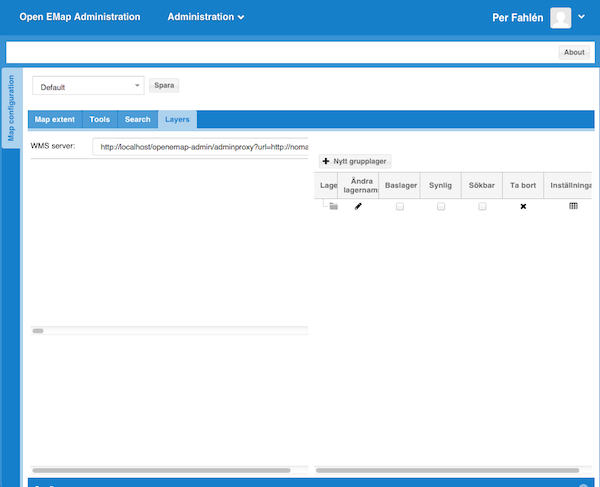 Open EMap Administration Administration Per Fahlén
About
Map configuration
Default Spara
Map extent Tools Search Layers
WMS server: http://localhost/openemap-admin/adminproxy?url=http://noma
Nytt grupplager
Lage Ändra lagernamn Baslager Synlig Sökbar Ta bort Inställninga